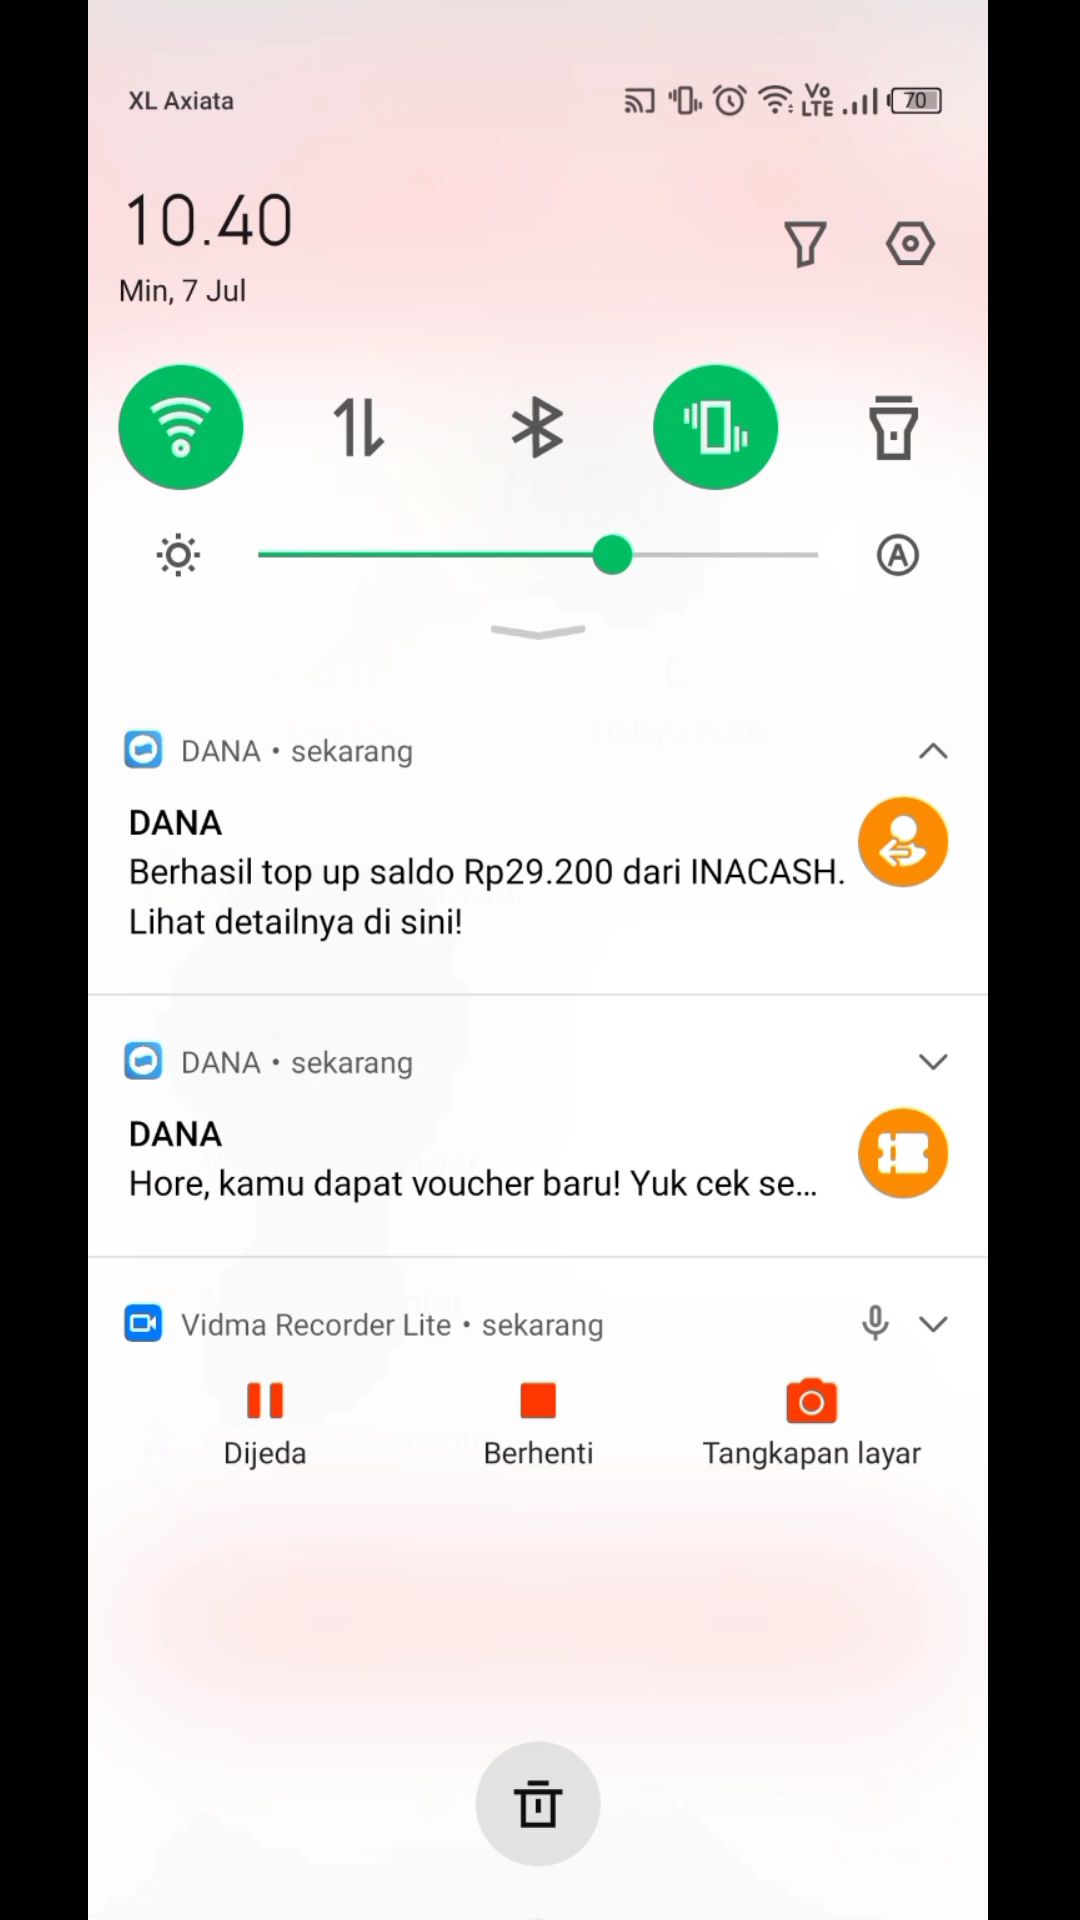 XL Axiata
Vo
LTE
70
10.40
Min, 7 Jul
A
DANA • sekarang
DANA
Berhasil top up saldo Rp29.200 dari INACASH.
Lihat detailnya di sini!
DANA • sekarang
DANA
Hore, kamu dapat voucher baru! Yuk cek se...
Vidma Recorder Lite • sekarang
Dijeda
Berhenti
Tangkapan layar